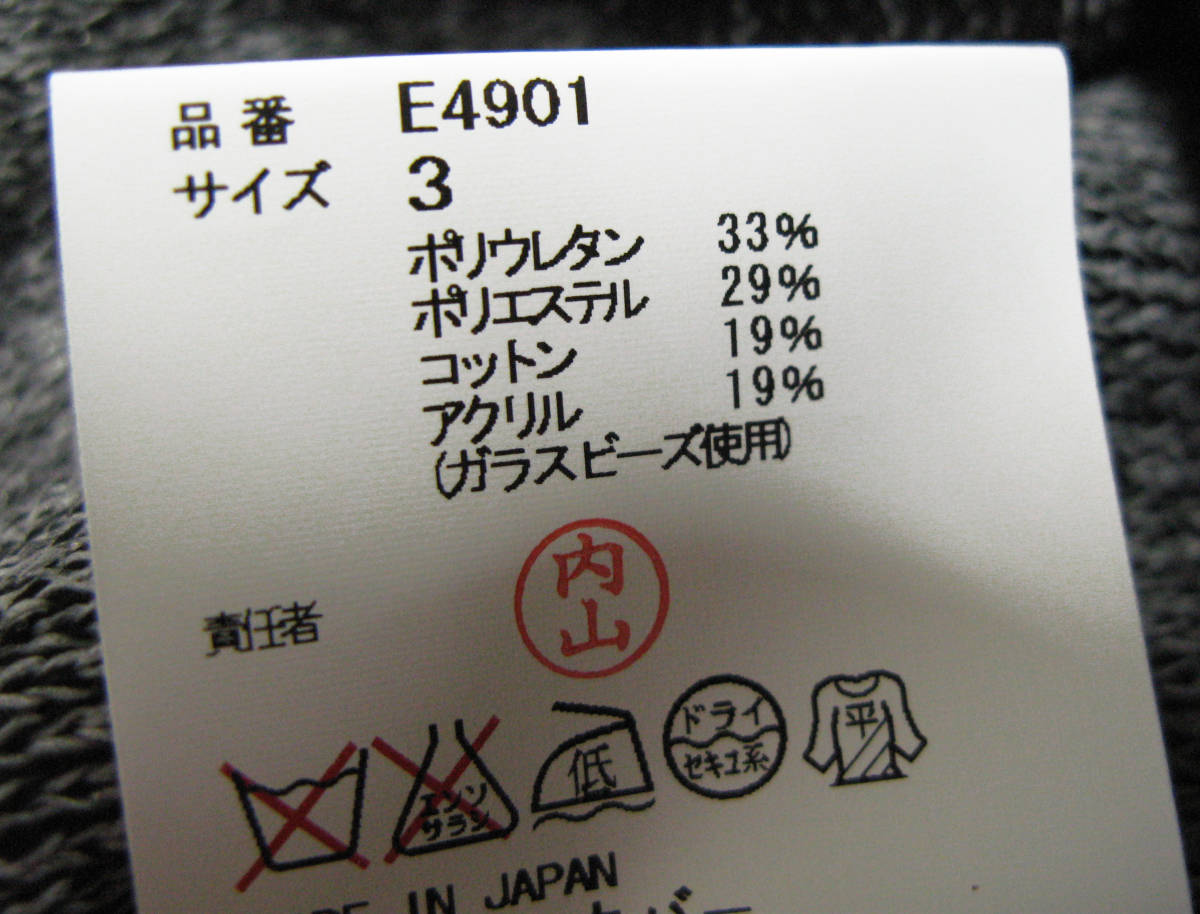 品番 E4901
サイズ 3
ポリウレタン 33%
ポリエステル 29%
コットン 19%
アクリル 19%
(ガラスビーズ使用)
内山
責任者
エンソサラシ
低
ドライ
セキユ系
平
IN JAPAN